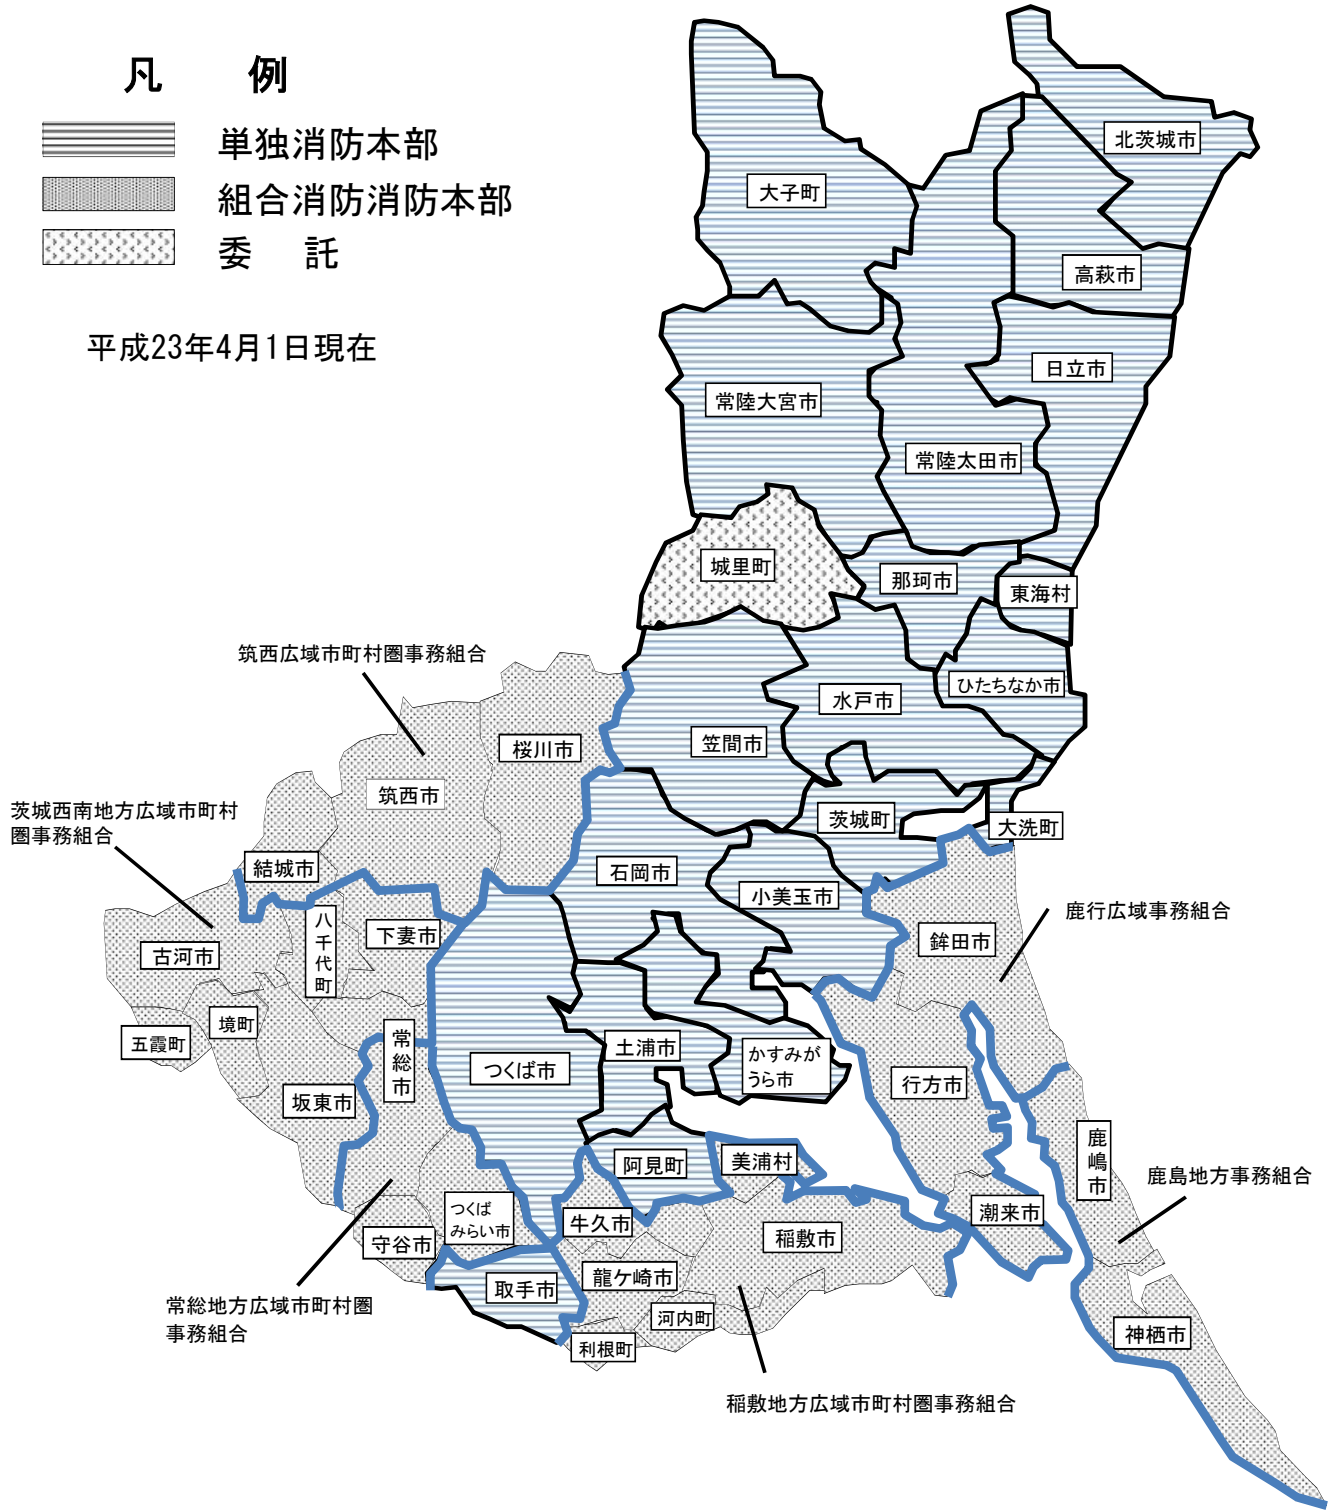 凡　例
単独消防本部
組合消防消防本部
委　託
平成23年4月1日現在
北茨城市
大子町
高萩市
日立市
常陸大宮市
常陸太田市
城里町
那珂市
東海村
筑西広域市町村圏事務組合
ひたちなか市
水戸市
笠間市
桜川市
筑西市
茨城西南地方広域市町村
圏事務組合
茨城町
大洗町
結城市
石岡市
小美玉市
鹿行広域事務組合
八千代町
下妻市
鉾田市
古河市
境町
五霞町
常総市
土浦市
かすみが
うら市
つくば市
行方市
坂東市
鹿嶋市
阿見町
美浦村
鹿島地方事務組合
つくば
みらい市
牛久市
潮来市
守谷市
稲敷市
龍ケ崎市
取手市
常総地方広域市町村圏
事務組合
河内町
神栖市
利根町
稲敷地方広域市町村圏事務組合